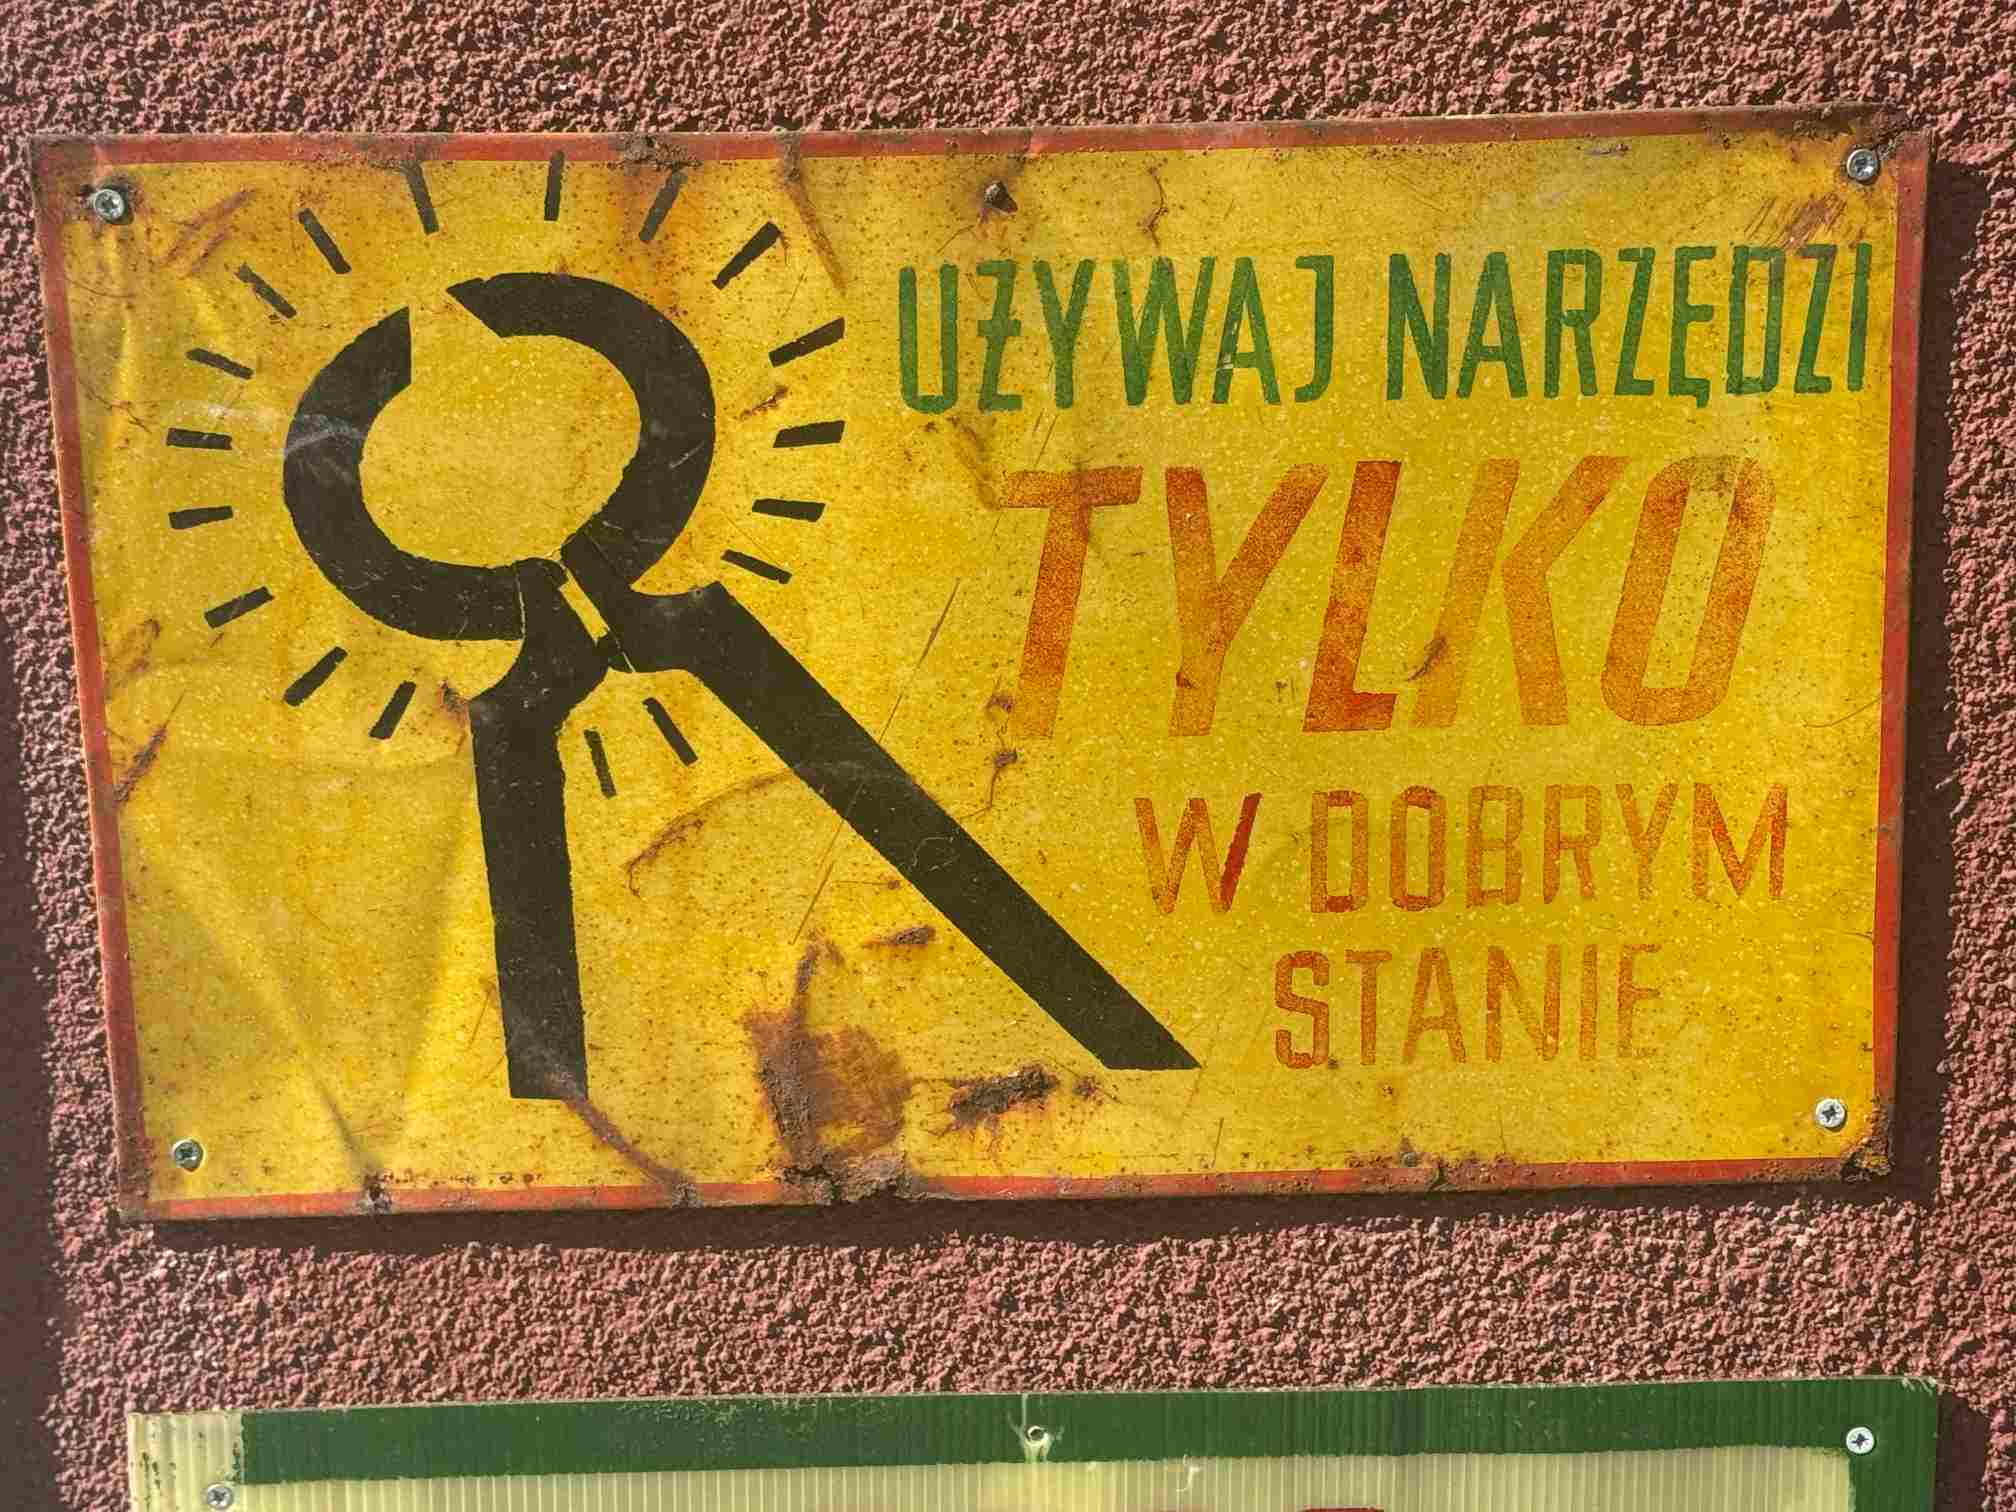 UŻYWAJ NARZĘDZI
TYLKO
W DOBRYM
STANIE